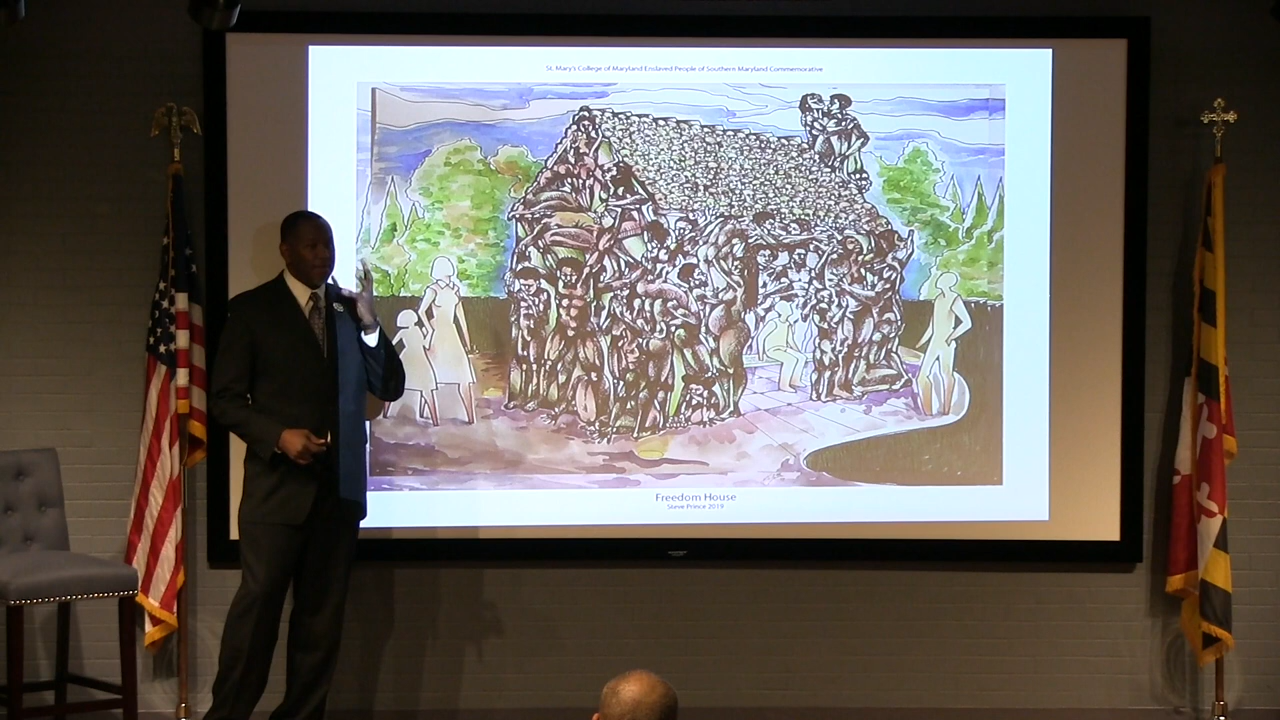 St. Mary's College of Maryland Enslaved People of Southern Maryland Commemorative
Freedom House
Steve Prince 2019